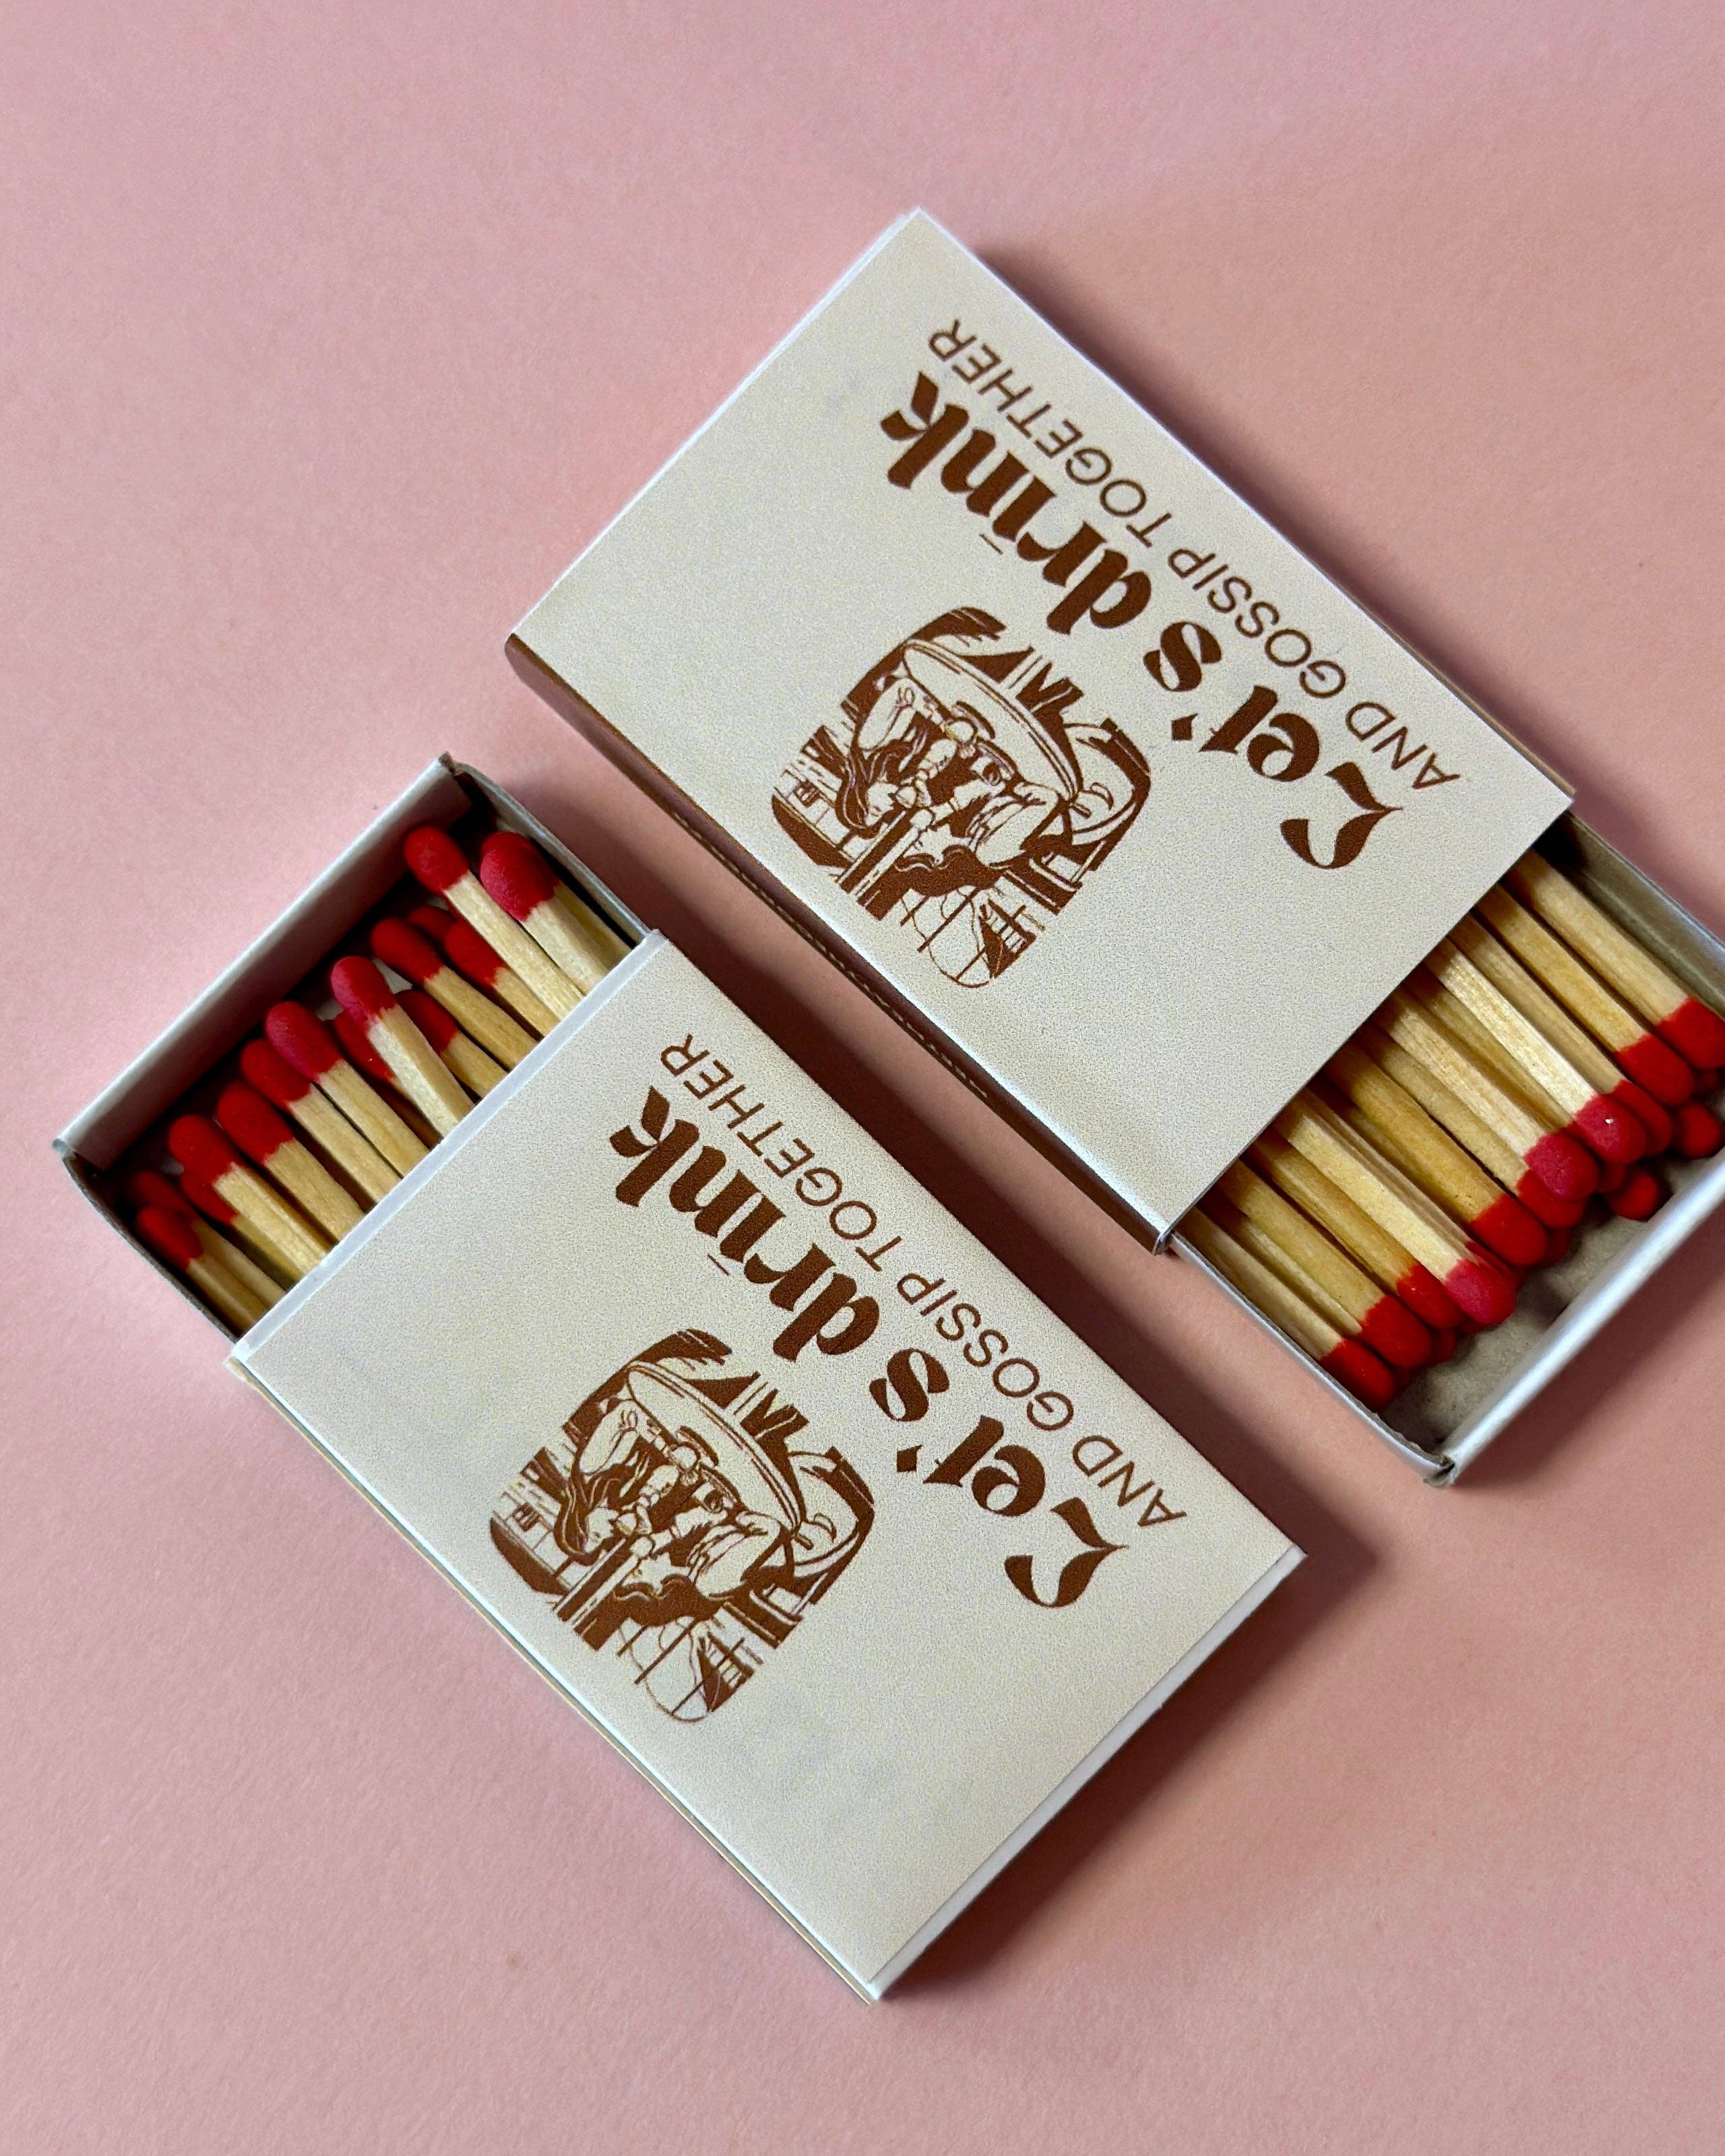 Let's drink
AND GOSSIP TOGETHER
Let's drink
AND GOSSIP TOGETHER